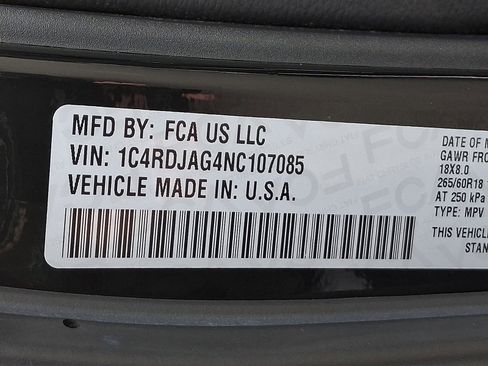 MFD BY: FCA US LLC
VIN: 1C4RDJAG4NC107085
VEHICLE MADE IN: U.S.A.
DATE OF M
GAWR FRO
18X8.0
265/60R18
AT 250 kPa
TYPE: MPV
THIS VEHICLE
STAN